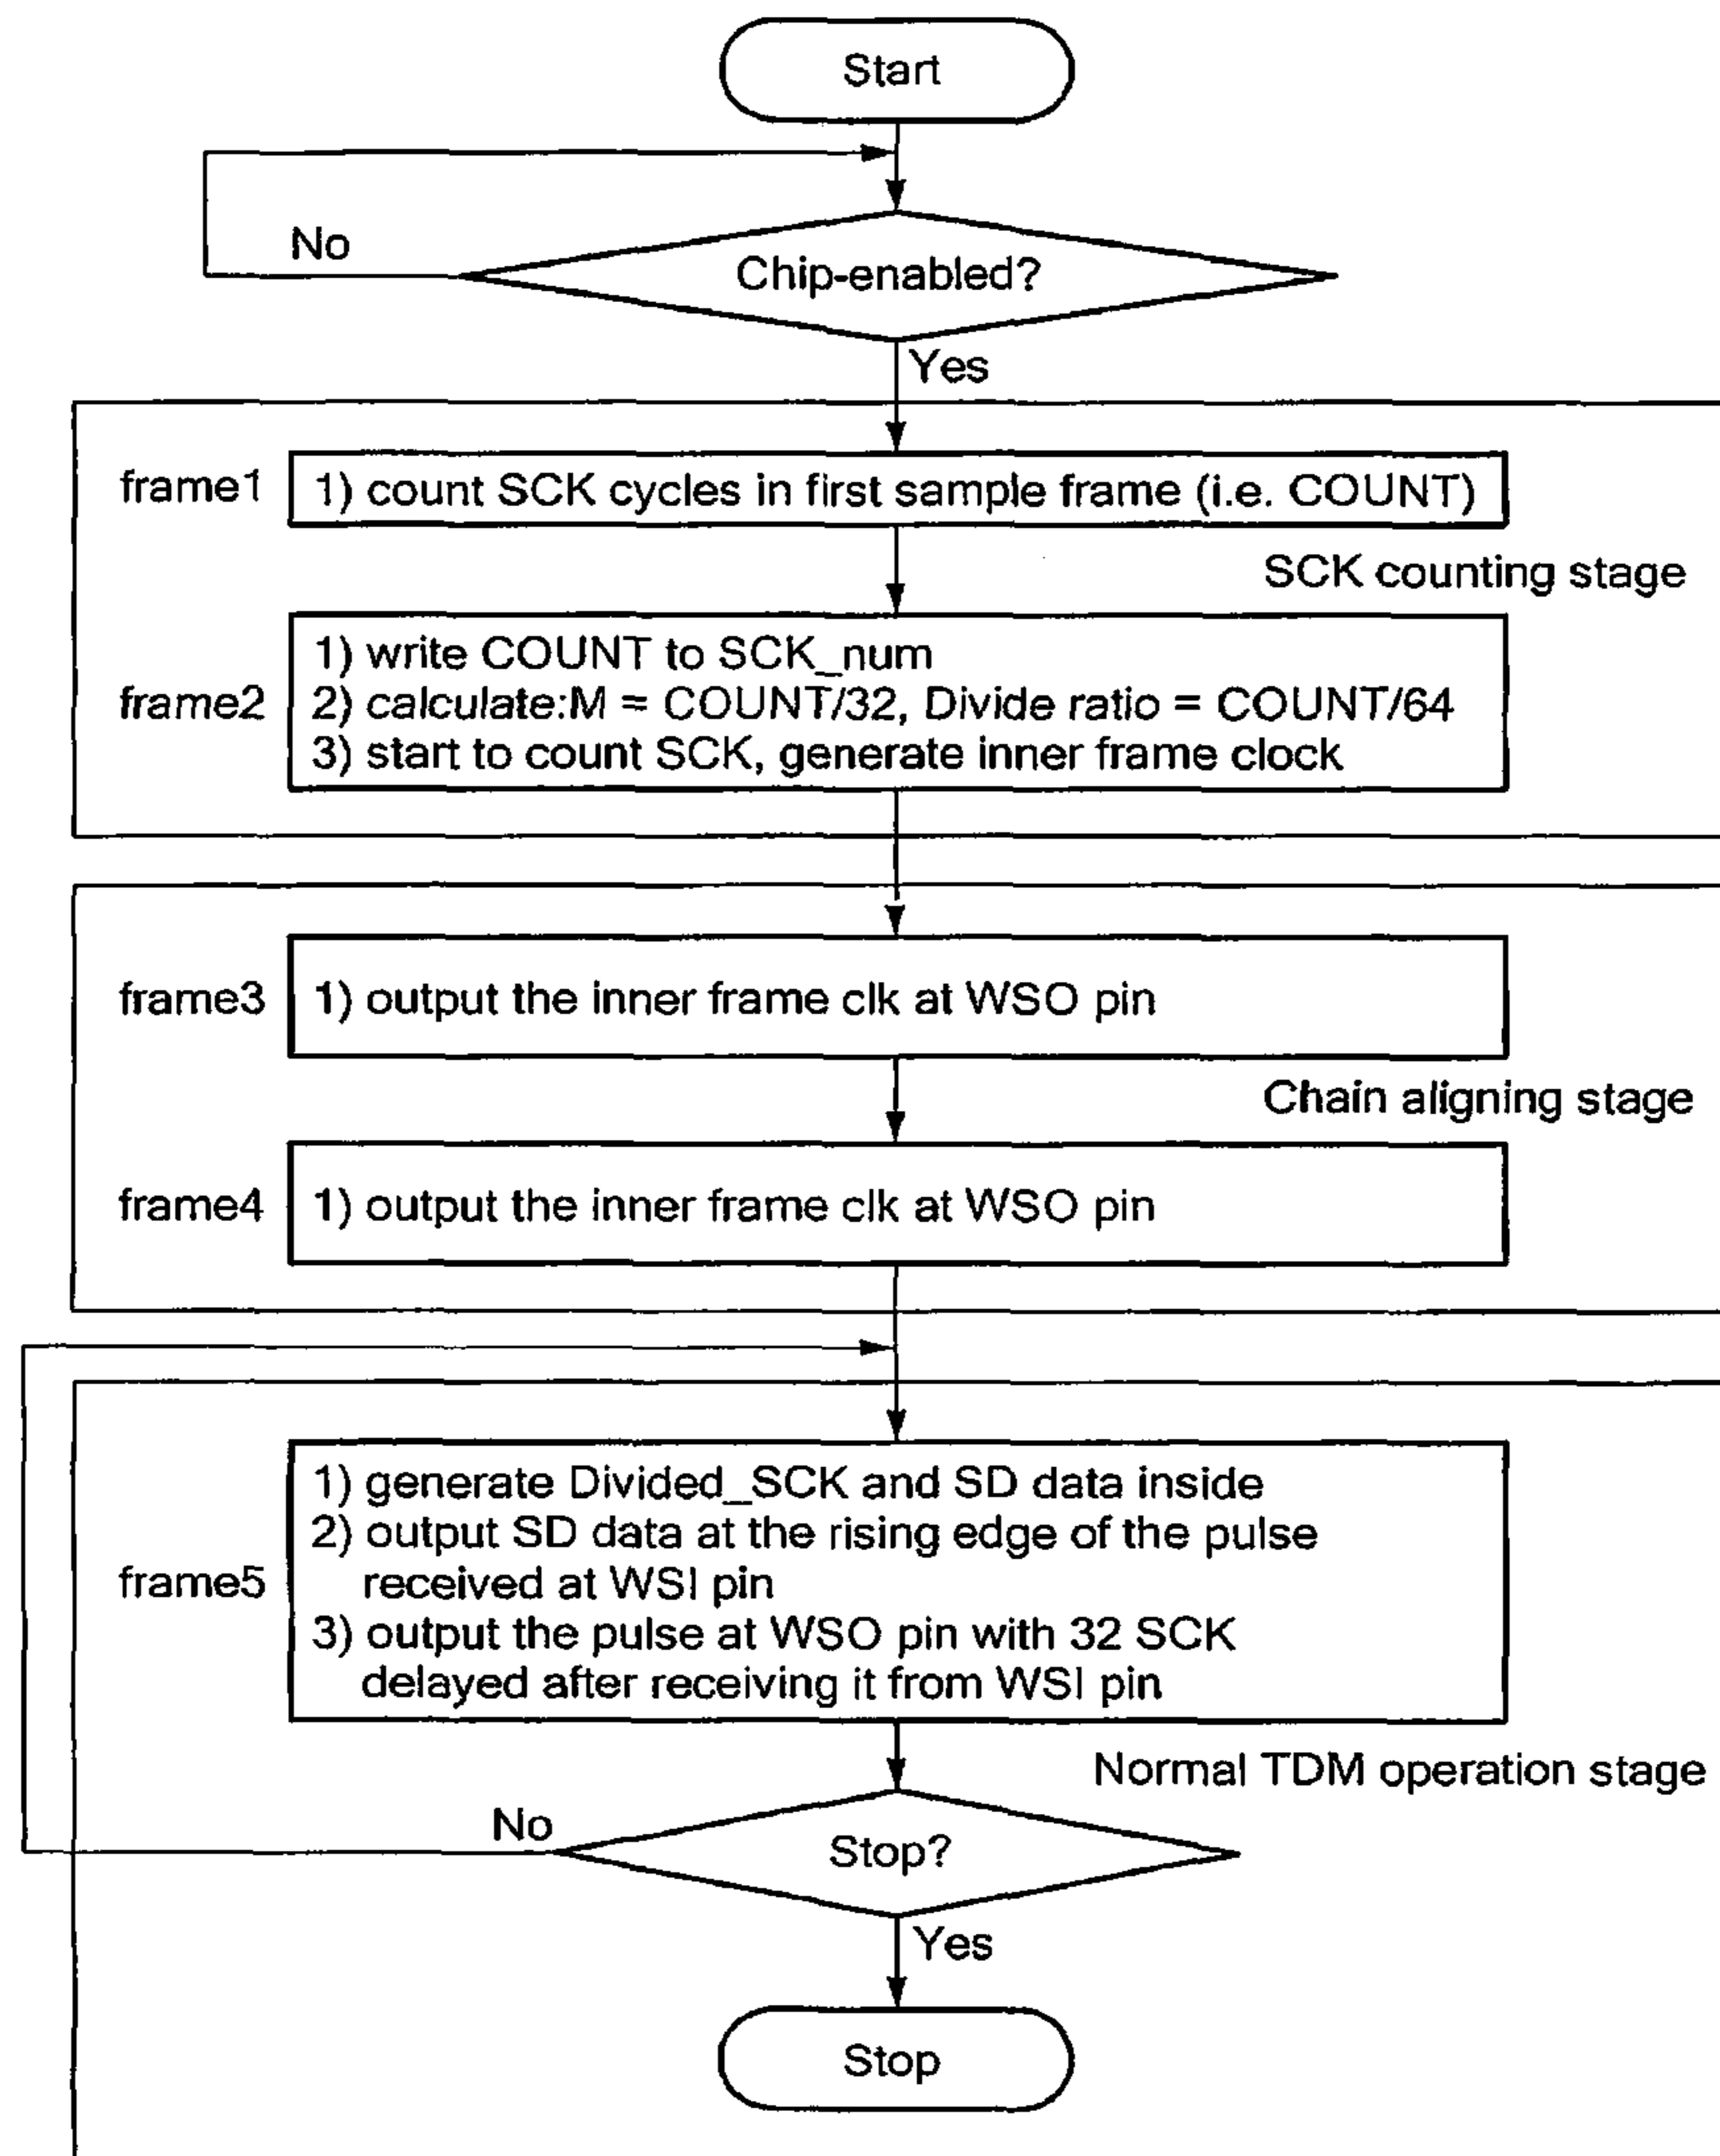 Start
No
Chip-enabled?
Yes
frame1
1) count SCK cycles in first sample frame (i.e. COUNT)
SCK counting stage
frame2
1) write COUNT to SCK_num
2) calculate:M = COUNT/32, Divide ratio = COUNT/64
3) start to count SCK, generate inner frame clock
frame3
1) output the inner frame clk at WSO pin
Chain aligning stage
frame4
1) output the inner frame clk at WSO pin
frame5
1) generate Divided_SCK and SD data inside
2) output SD data at the rising edge of the pulse
received at WSI pin
3) output the pulse at WSO pin with 32 SCK
delayed after receiving it from WSI pin
Normal TDM operation stage
No
Stop?
Yes
Stop